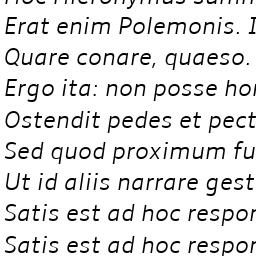 Hoc Hieronymus summ
Erat enim Polemonis. I
Quare conare, quaeso.
Ergo ita: non posse hon
Ostendit pedes et pect
Sed quod proximum fu
Ut id aliis narrare gest
Satis est ad hoc respon
Satis est ad hoc respon